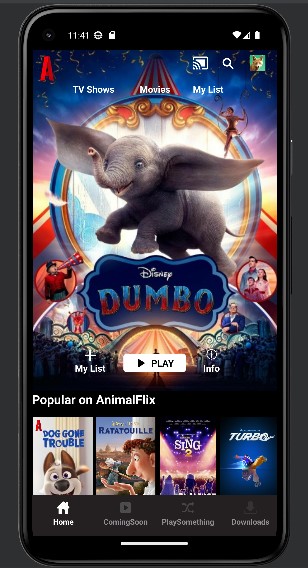 11:41
A
TV Shows Movies My List
Disney
DUMBO
My List PLAY Info
Popular on AnimalFlix
A
DOG GONE TROUBLE
RATATOUILLE
SING 2
TURBO
Home ComingSoon PlaySomething Downloads